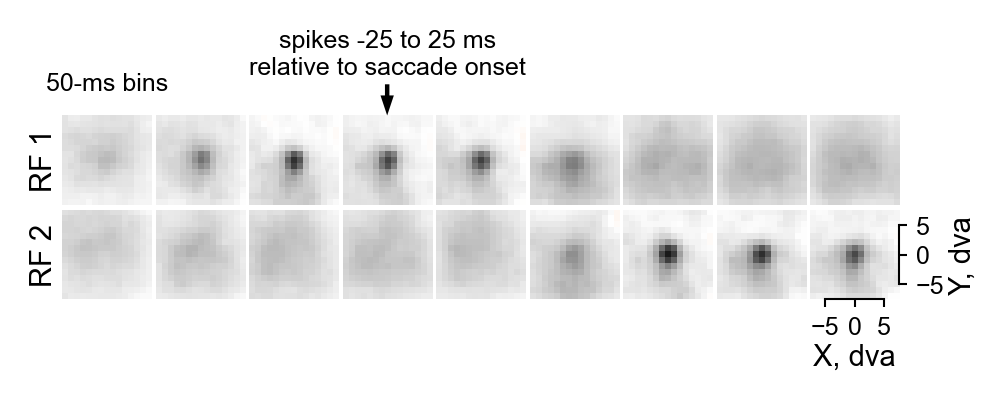 spikes -25 to 25 ms
relative to saccade onset
50-ms bins
RF 1
RF 2
5
0
−5
Y, dva
−5 0 5
X, dva